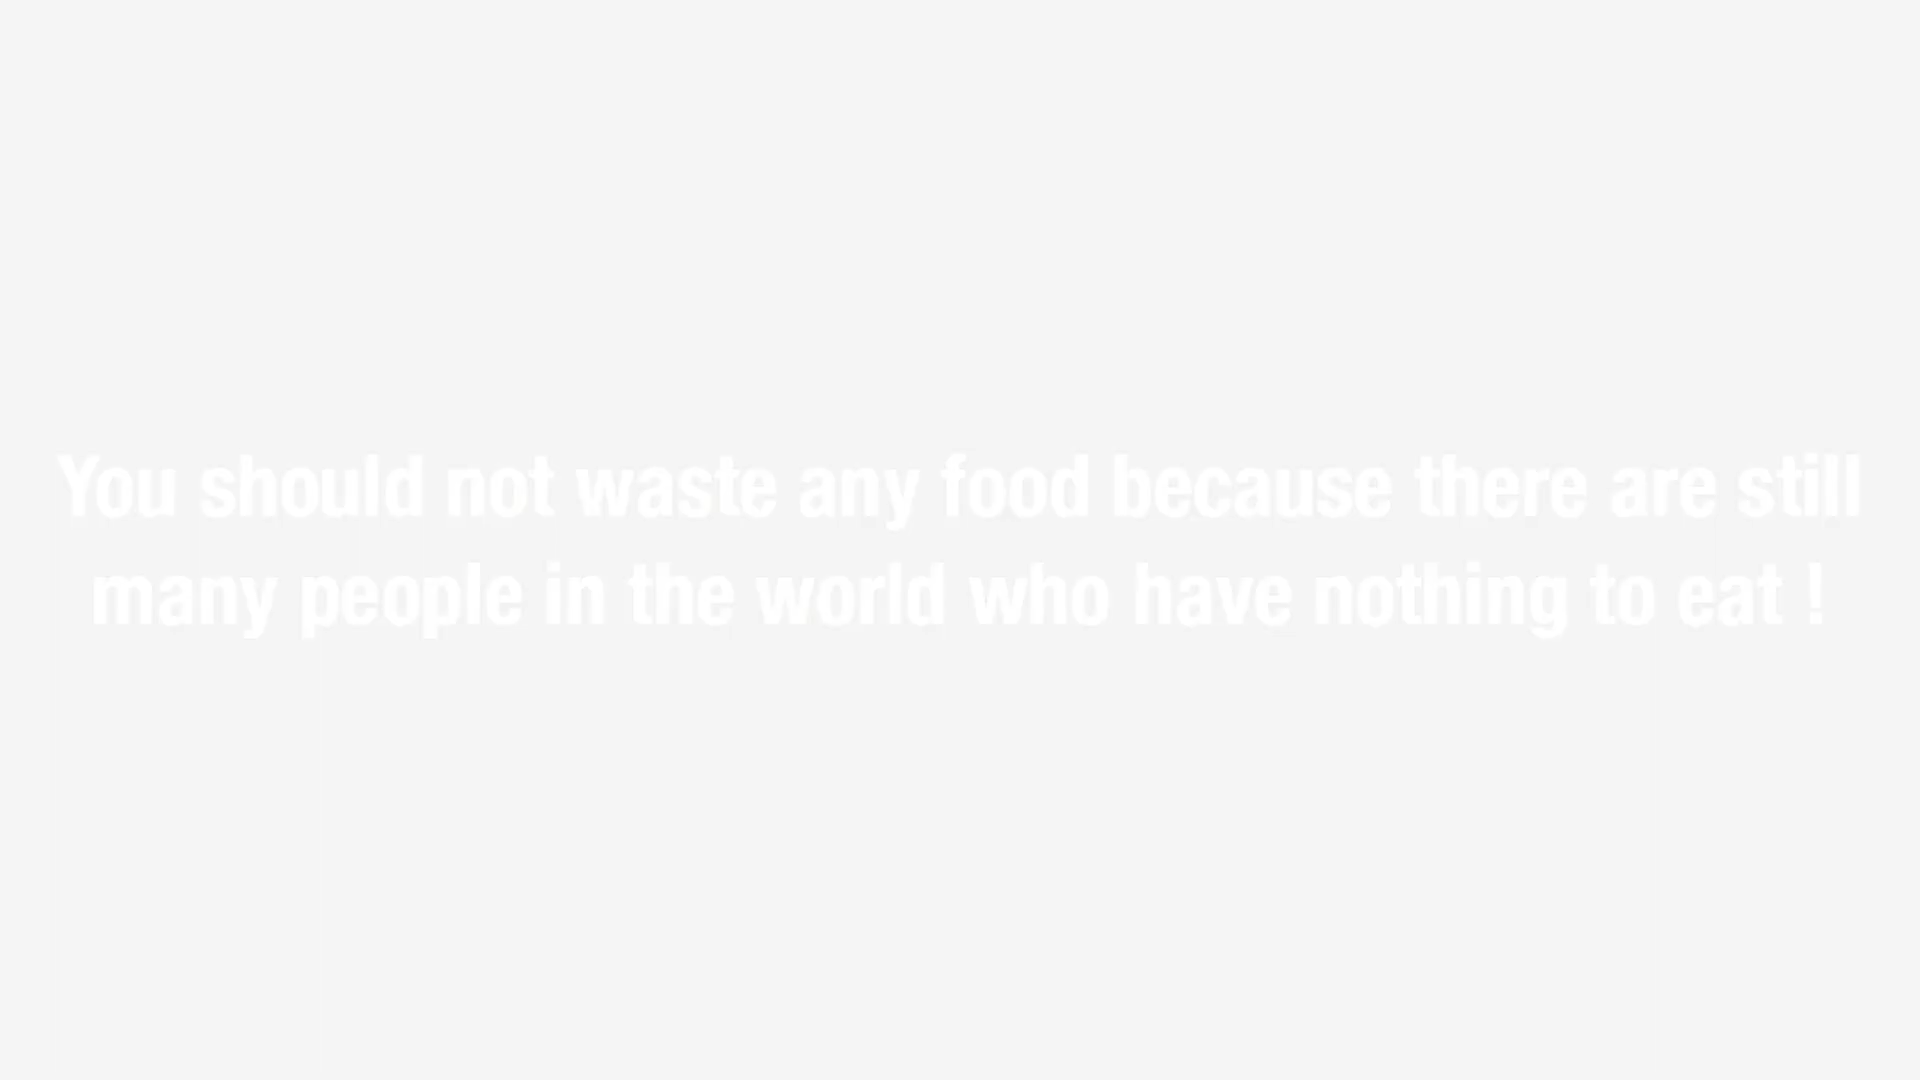 You should not waste any food because there are still
many people in the world who have nothing to eat !